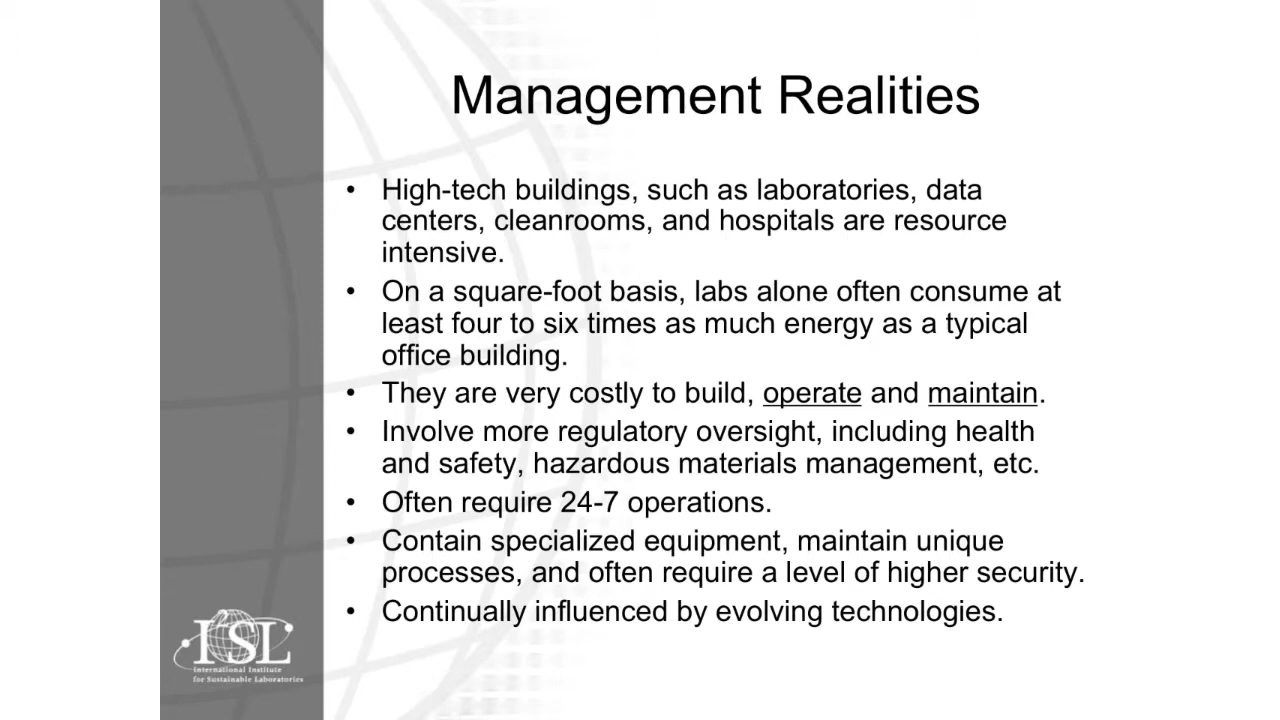 Management Realities
• High-tech buildings, such as laboratories, data
centers, cleanrooms, and hospitals are resource
intensive.
• On a square-foot basis, labs alone often consume at
least four to six times as much energy as a typical
office building.
• They are very costly to build, operate and maintain.
• Involve more regulatory oversight, including health
and safety, hazardous materials management, etc.
• Often require 24-7 operations.
• Contain specialized equipment, maintain unique
processes, and often require a level of higher security.
• Continually influenced by evolving technologies.
I²SL
International Institute
for Sustainable Laboratories